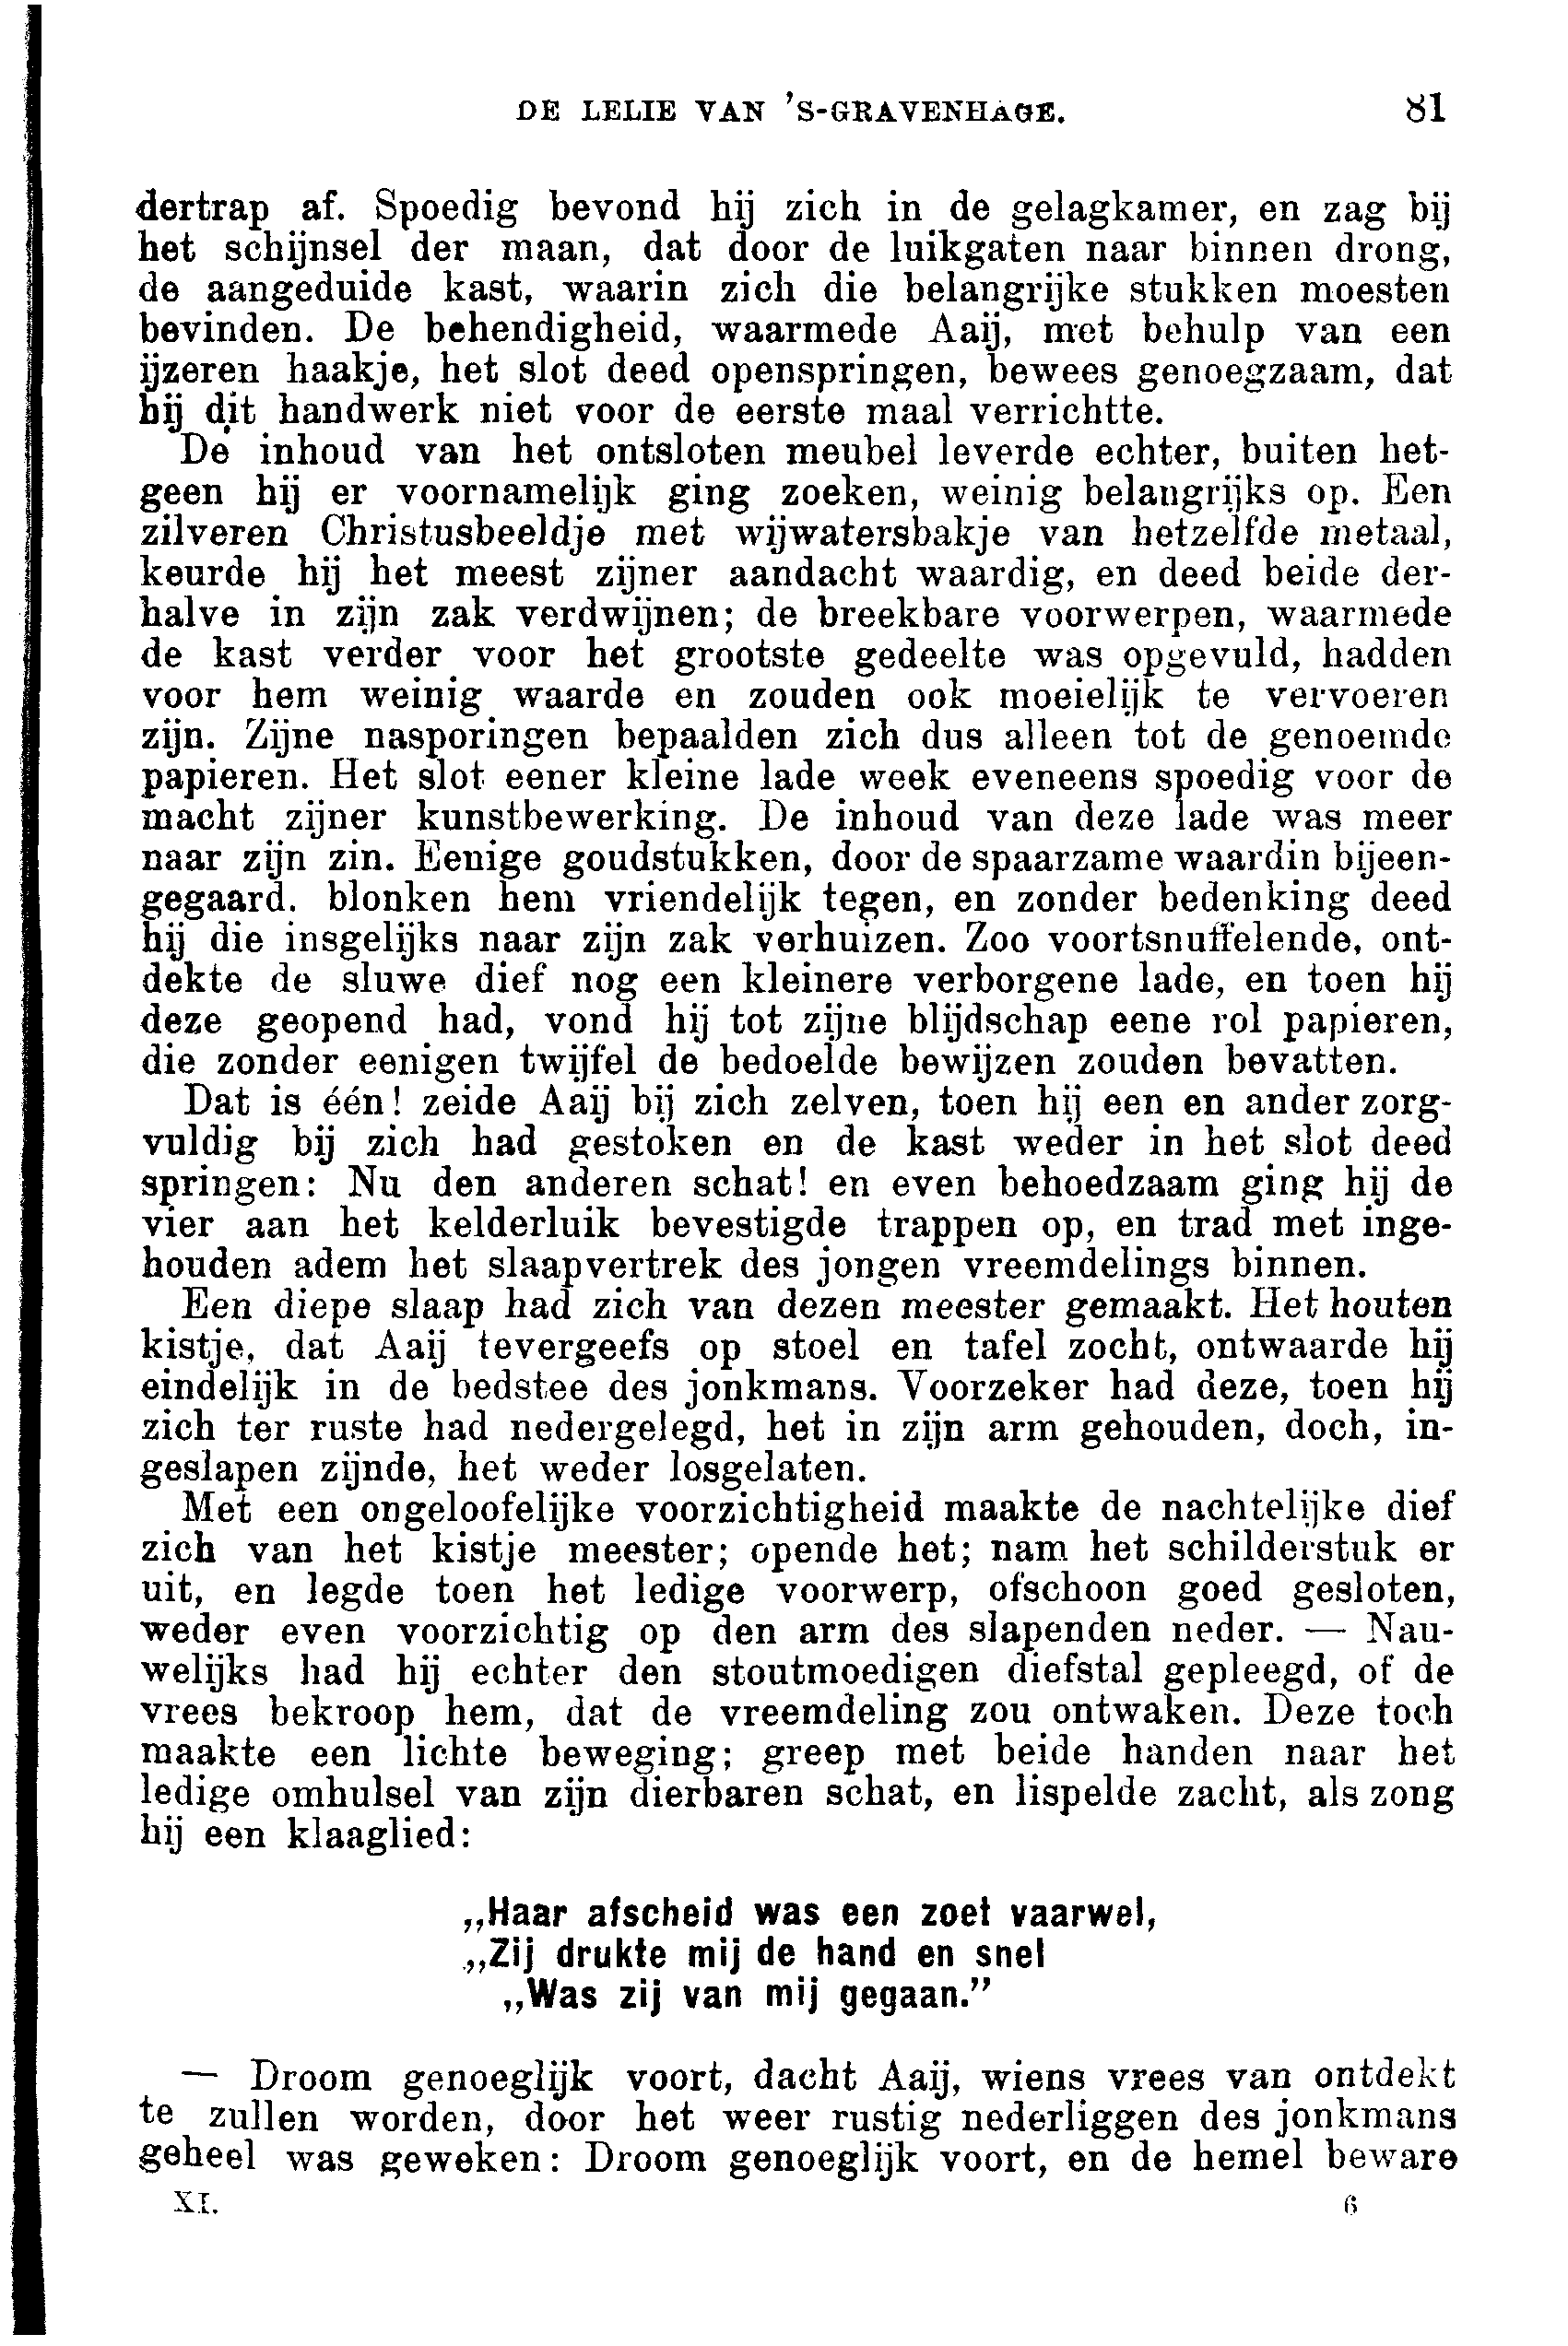 DE LELIE VAN 'S-GRAVENHAGE. 81
dertrap af. Spoedig bevond hij zich in de gelagkamer, en zag bij
het schijnsel der maan, dat door de luikgaten naar binnen drong,
de aangeduide kast, waarin zich die belangrijke stukken moesten
bevinden. De behendigheid, waarmede Aaij, met behulp van een
ijzeren haakje, het slot deed openspringen, bewees genoegzaam, dat
hij dit handwerk niet voor de eerste maal verrichtte.
De inhoud van het ontsloten meubel leverde echter, buiten het-
geen hij er voornamelijk ging zoeken, weinig belangrijks op. Een
zilveren Christusbeeldje met wijwatersbakje van hetzelfde metaal,
keurde hij het meest zijner aandacht waardig, en deed beide der-
halve in zijn zak verdwijnen; de breekbare voorwerpen, waarmede
de kast verder voor het grootste gedeelte was opgevuld, hadden
voor hem weinig waarde en zouden ook moeielijk te vervoeren
zijn. Zijne nasporingen bepaalden zich dus alleen tot de genoemde
papieren. Het slot eener kleine lade week eveneens spoedig voor de
macht zijner kunstbewerking. De inhoud van deze lade was meer
naar zijn zin. Eenige goudstukken, door de spaarzame waardin bijeen-
gegaard. blonken hem vriendelijk tegen, en zonder bedenking deed
hij die insgelijks naar zijn zak verhuizen. Zoo voortsnuffelende, ont-
dekte de sluwe dief nog een kleinere verborgene lade, en toen hij
deze geopend had, vond hij tot zijne blijdschap eene rol papieren,
die zonder eenigen twijfel de bedoelde bewijzen zouden bevatten.
Dat is één! zeide Aaij bij zich zelven, toen hij een en ander zorg-
vuldig bij zich had gestoken en de kast weder in het slot deed
springen: Nu den anderen schat! en even behoedzaam ging hij de
vier aan het kelderluik bevestigde trappen op, en trad met inge-
houden adem het slaapvertrek des jongen vreemdelings binnen.
Een diepe slaap had zich van dezen meester gemaakt. Het houten
kistje, dat Aaij tevergeefs op stoel en tafel zocht, ontwaarde hij
eindelijk in de bedstee des jonkmans. Voorzeker had deze, toen hij
zich ter ruste had nedergelegd, het in zijn arm gehouden, doch, in-
geslapen zijnde, het weder losgelaten.
Met een ongeloofelijke voorzichtigheid maakte de nachtelijke dief
zich van het kistje meester; opende het; nam het schilderstuk er
uit, en legde toen het ledige voorwerp, ofschoon goed gesloten,
weder even voorzichtig op den arm des slapenden neder. — Nau-
welijks had hij echter den stoutmoedigen diefstal gepleegd, of de
vrees bekroop hem, dat de vreemdeling zou ontwaken. Deze toch
maakte een lichte beweging; greep met beide handen naar het
ledige omhulsel van zijn dierbaren schat, en lispelde zacht, als zong
hij een klaaglied:
„Haar afscheid was een zoet vaarwel,
„Zij drukte mij de hand en snel
„Was zij van mij gegaan.”
— Droom genoeglijk voort, dacht Aaij, wiens vrees van ontdekt
te zullen worden, door het weer rustig nederliggen des jonkmans
geheel was geweken: Droom genoeglijk voort, en de hemel beware
XI. 6